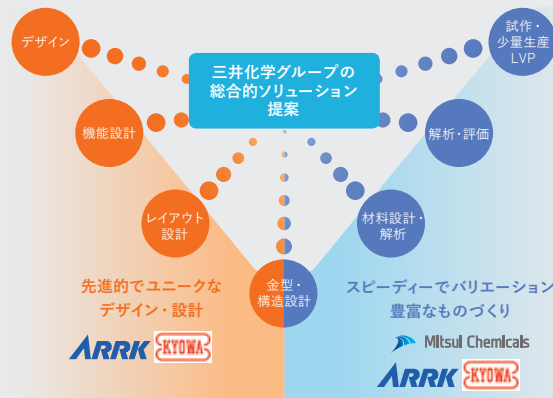 デザイン
試作・
少量生産
LVP
三井化学グループの
総合的ソリューション
提案
機能設計
解析・評価
レイアウト
設計
材料設計・
解析
金型・
構造設計
先進的でユニークな
デザイン・設計
スピーディーでバリエーション
豊富なものづくり
ARRK KYOWA
Mitsui Chemicals
ARRK KYOWA